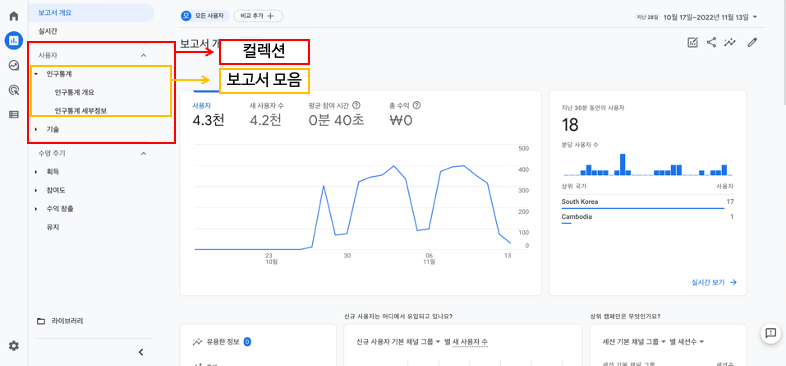 보고서 개요
실시간
사용자
인구통계
인구통계 개요
인구통계 세부정보
기술
수명 주기
획득
참여도
수익 창출
유지
라이브러리
모든 사용자
비교 추가
지난 28일 10월 17일~2022년 11월 13일
보고서 개
컬렉션
보고서 모음
사용자
4.3천
새 사용자 수
4.2천
평균 참여 시간
0분 40초
총 수익
₩0
500
400
300
200
100
0
23
10월
30
06
11월
13
지난 30분 동안의 사용자
18
분당 사용자 수
상위 국가 사용자
South Korea 17
Cambodia 1
실시간 보기
유용한 정보 0
신규 사용자는 어디에서 유입되고 있나요?
신규 사용자 기본 채널 그룹 별 새 사용자 수
상위 캠페인은 무엇인가요?
세션 기본 채널 그룹 별 세션수
세션 기본 채널 그룹 세션수